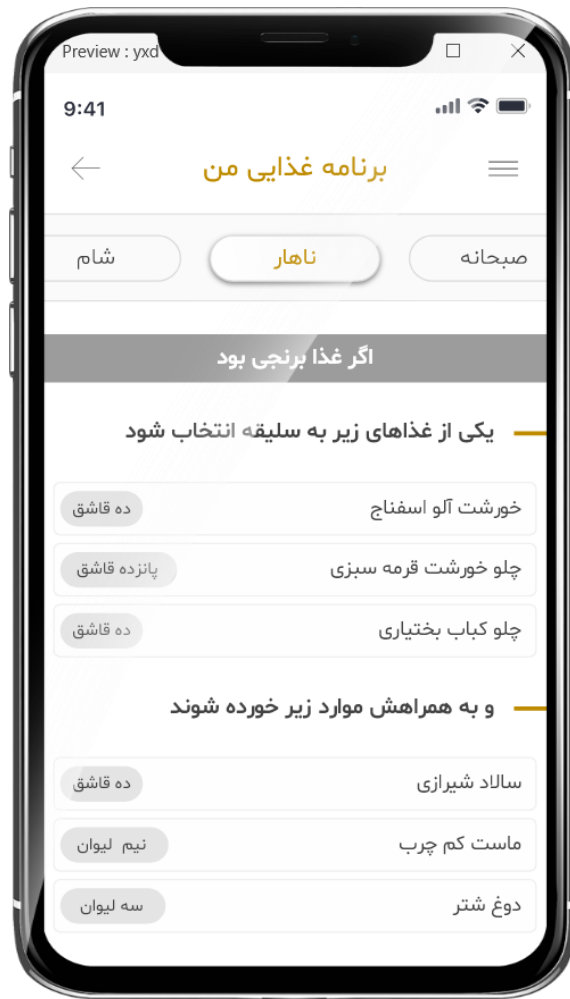 Preview : yxd
9:41
برنامه غذایی من
صبحانه
ناهار
شام
اگر غذا برنجی بود
یکی از غذاهای زیر به سلیقه انتخاب شود
خورشت آلو اسفناج
ده قاشق
چلو خورشت قرمه سبزی
پانزده قاشق
چلو کباب بختیاری
ده قاشق
و به همراهش موارد زیر خورده شوند
سالاد شیرازی
ده قاشق
ماست کم چرب
نیم لیوان
دوغ شتر
سه لیوان